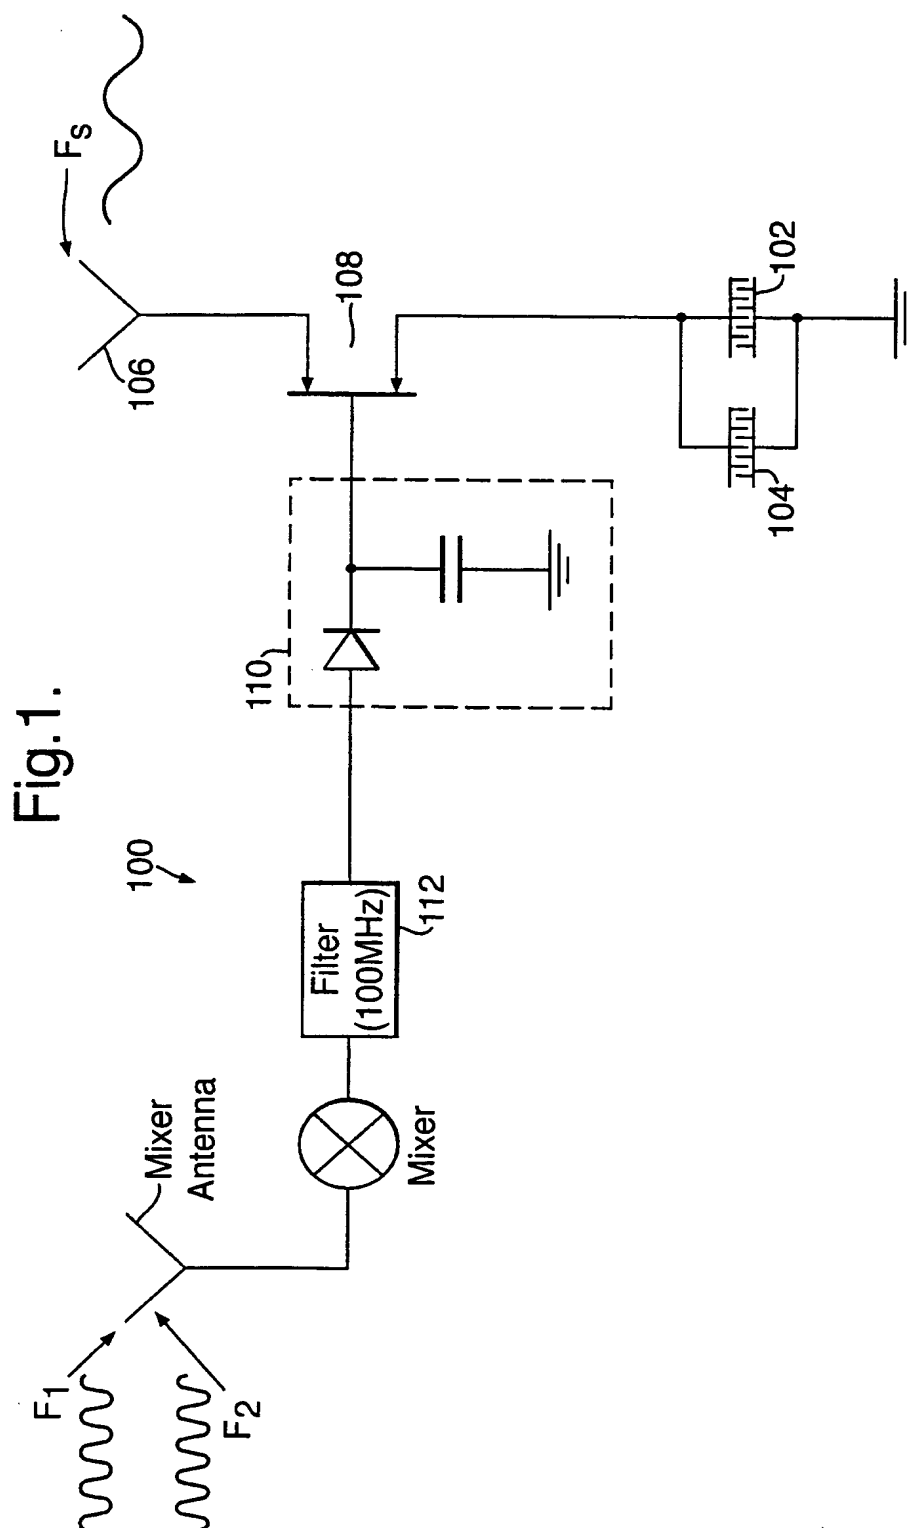 Fig.1.
100
F1
F2
Mixer
Antenna
Mixer
Filter
(100MHz)
112
110
108
106
FS
104
102